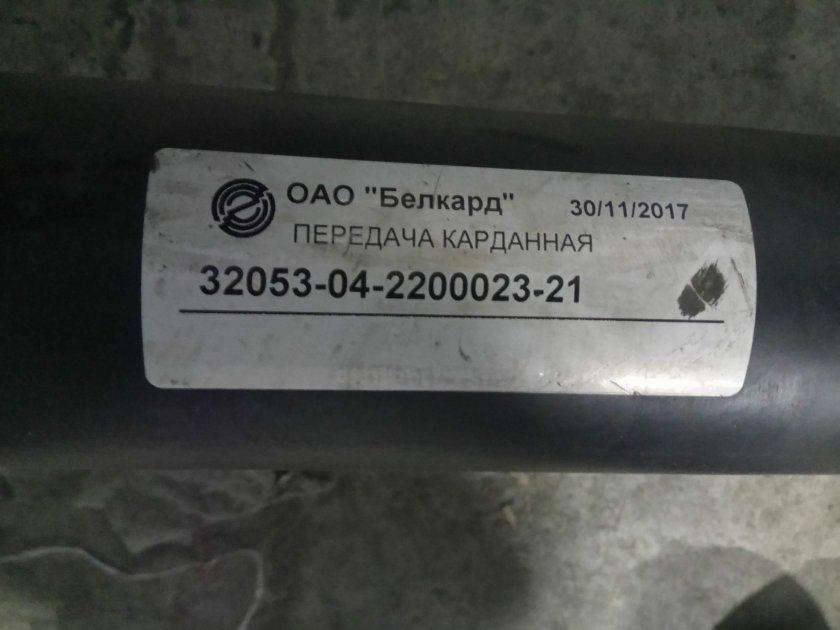 ОАО "Белкард" 30/11/2017
ПЕРЕДАЧА КАРДАННАЯ
32053-04-2200023-21